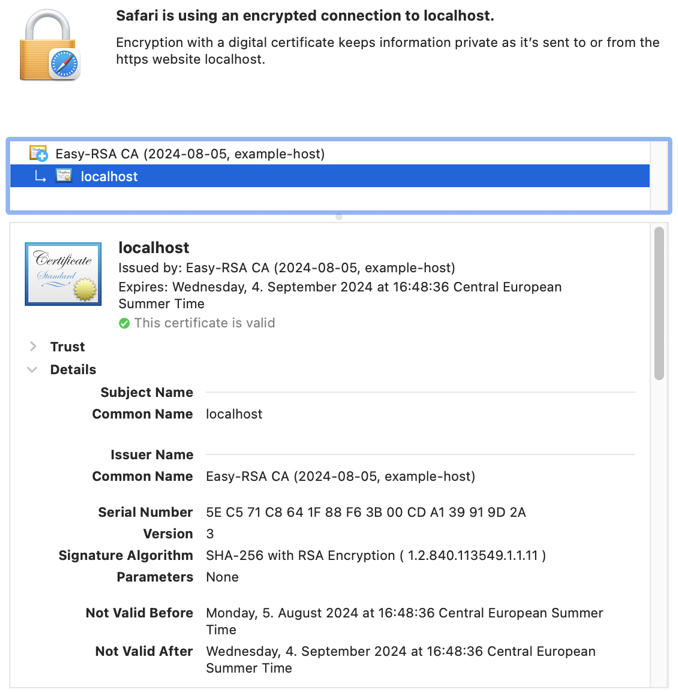 Safari is using an encrypted connection to localhost.
Encryption with a digital certificate keeps information private as it’s sent to or from the
https website localhost.
Easy-RSA CA (2024-08-05, example-host)
localhost
Certificate
Standard
localhost
Issued by: Easy-RSA CA (2024-08-05, example-host)
Expires: Wednesday, 4. September 2024 at 16:48:36 Central European
Summer Time
This certificate is valid
Trust
Details
Subject Name
Common Name localhost
Issuer Name
Common Name Easy-RSA CA (2024-08-05, example-host)
Serial Number 5E C5 71 C8 64 1F 88 F6 3B 00 CD A1 39 91 9D 2A
Version 3
Signature Algorithm SHA-256 with RSA Encryption ( 1.2.840.113549.1.1.11 )
Parameters None
Not Valid Before Monday, 5. August 2024 at 16:48:36 Central European Summer
Time
Not Valid After Wednesday, 4. September 2024 at 16:48:36 Central European
Summer Time